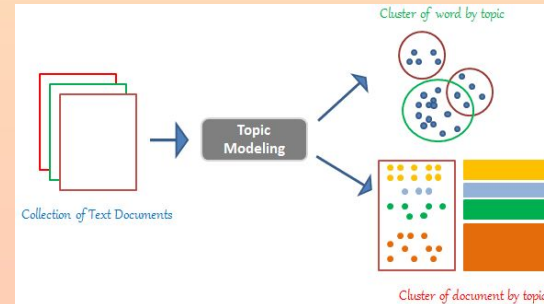 Cluster of word by topic
Topic
Modeling
Collection of Text Documents
Cluster of document by topic